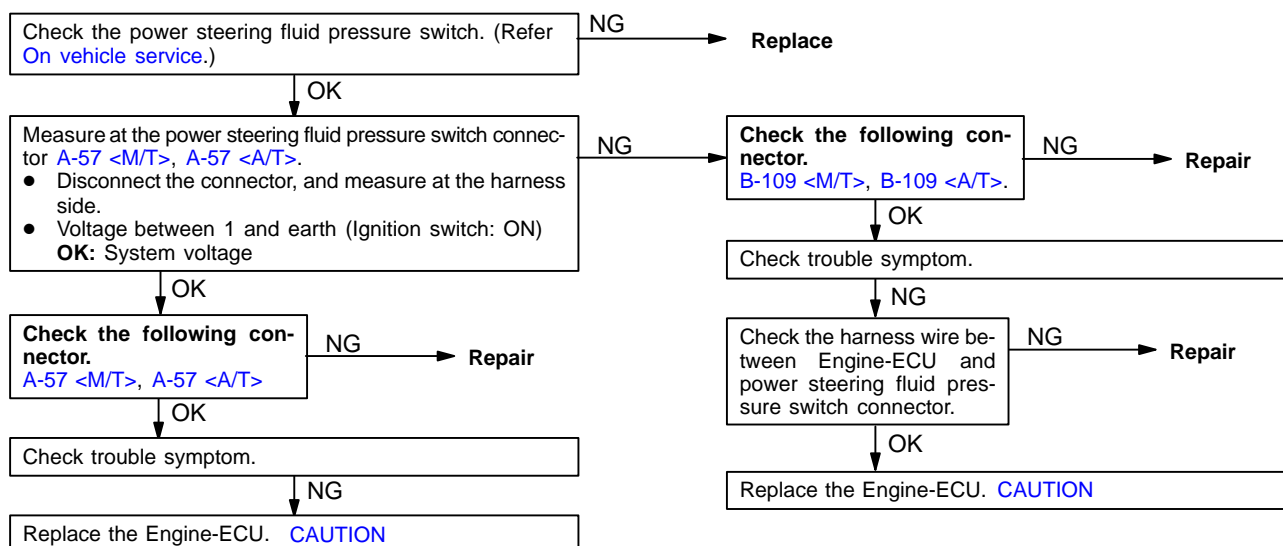 Check the power steering fluid pressure switch. (Refer
On vehicle service.)
NG
Replace
OK
Measure at the power steering fluid pressure switch connec-
tor A-57 <M/T>, A-57 <A/T>.
● Disconnect the connector, and measure at the harness
side.
● Voltage between 1 and earth (Ignition switch: ON)
OK: System voltage
NG
OK
Check the following con-
nector.
A-57 <M/T>, A-57 <A/T>
NG
Repair
OK
Check trouble symptom.
NG
Replace the Engine-ECU. CAUTION
Check the following con-
nector.
B-109 <M/T>, B-109 <A/T>.
NG
Repair
OK
Check trouble symptom.
NG
Check the harness wire be-
tween Engine-ECU and
power steering fluid pres-
sure switch connector.
NG
Repair
OK
Replace the Engine-ECU. CAUTION